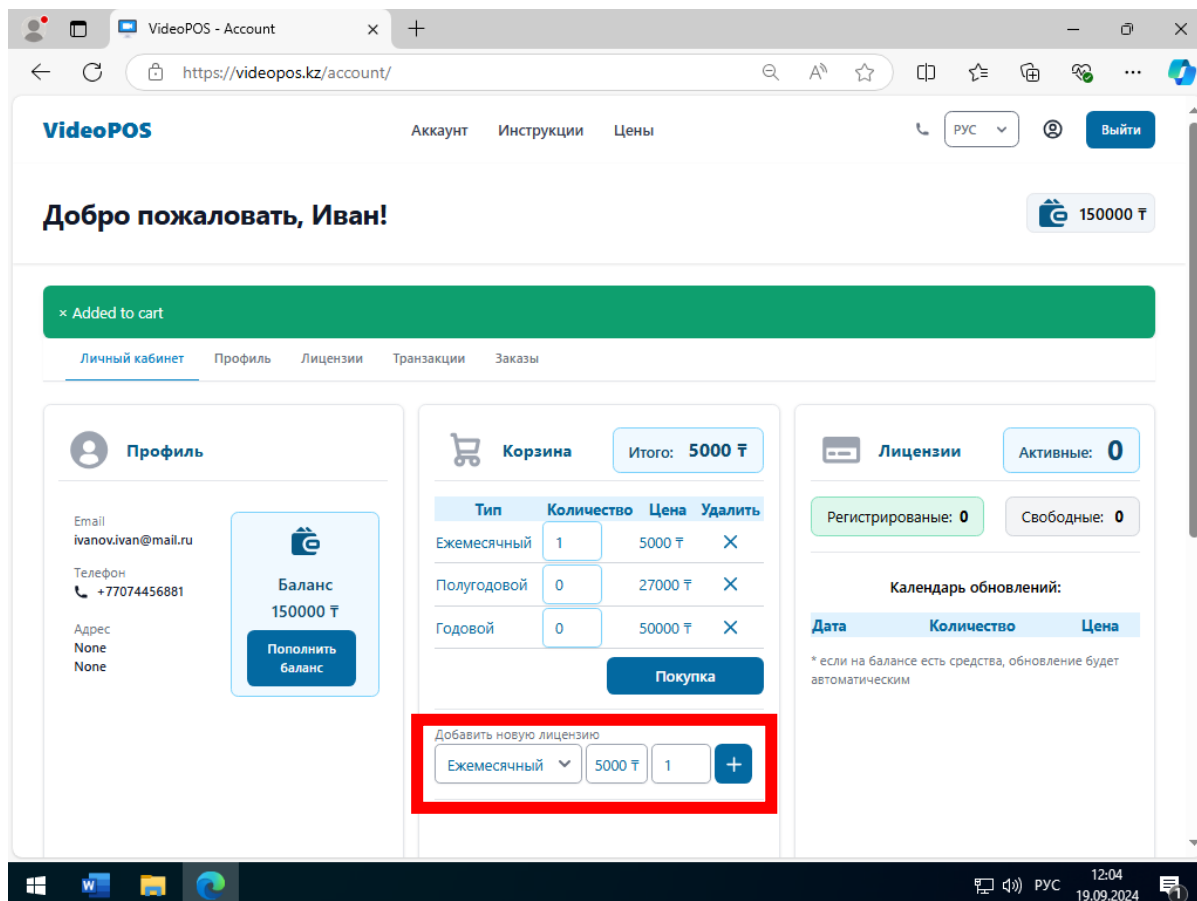 VideoPOS - Account
https://videopos.kz/account/
VideoPOS Аккаунт Инструкции Цены РУС Выйти
Добро пожаловать, Иван! 150000 ₸
× Added to cart
Личный кабинет Профиль Лицензии Транзакции Заказы
Профиль
Email
ivanov.ivan@mail.ru
Телефон
+77074456881
Адрес
None
None
Баланс
150000 ₸
Пополнить
баланс
Корзина Итого: 5000 ₸
Тип Количество Цена Удалить
Ежемесячный 1 5000 ₸ ×
Полугодовой 0 27000 ₸ ×
Годовой 0 50000 ₸ ×
Покупка
Добавить новую лицензию
Ежемесячный 5000 ₸ 1 +
Лицензии Активные: 0
Регистрированые: 0 Свободные: 0
Календарь обновлений:
Дата Количество Цена
* если на балансе есть средства, обновление будет
автоматическим
РУС 12:04
19.09.2024
1